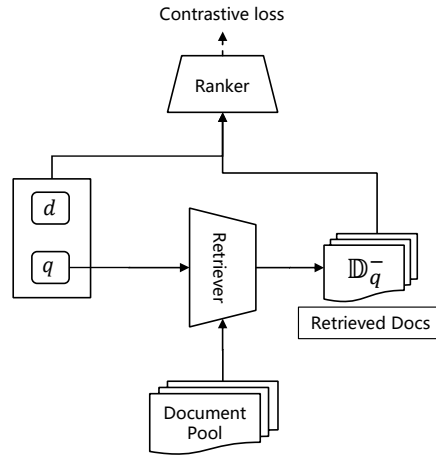 Contrastive loss
Ranker
d
q
Retriever
𝔻q−
Retrieved Docs
Document
Pool